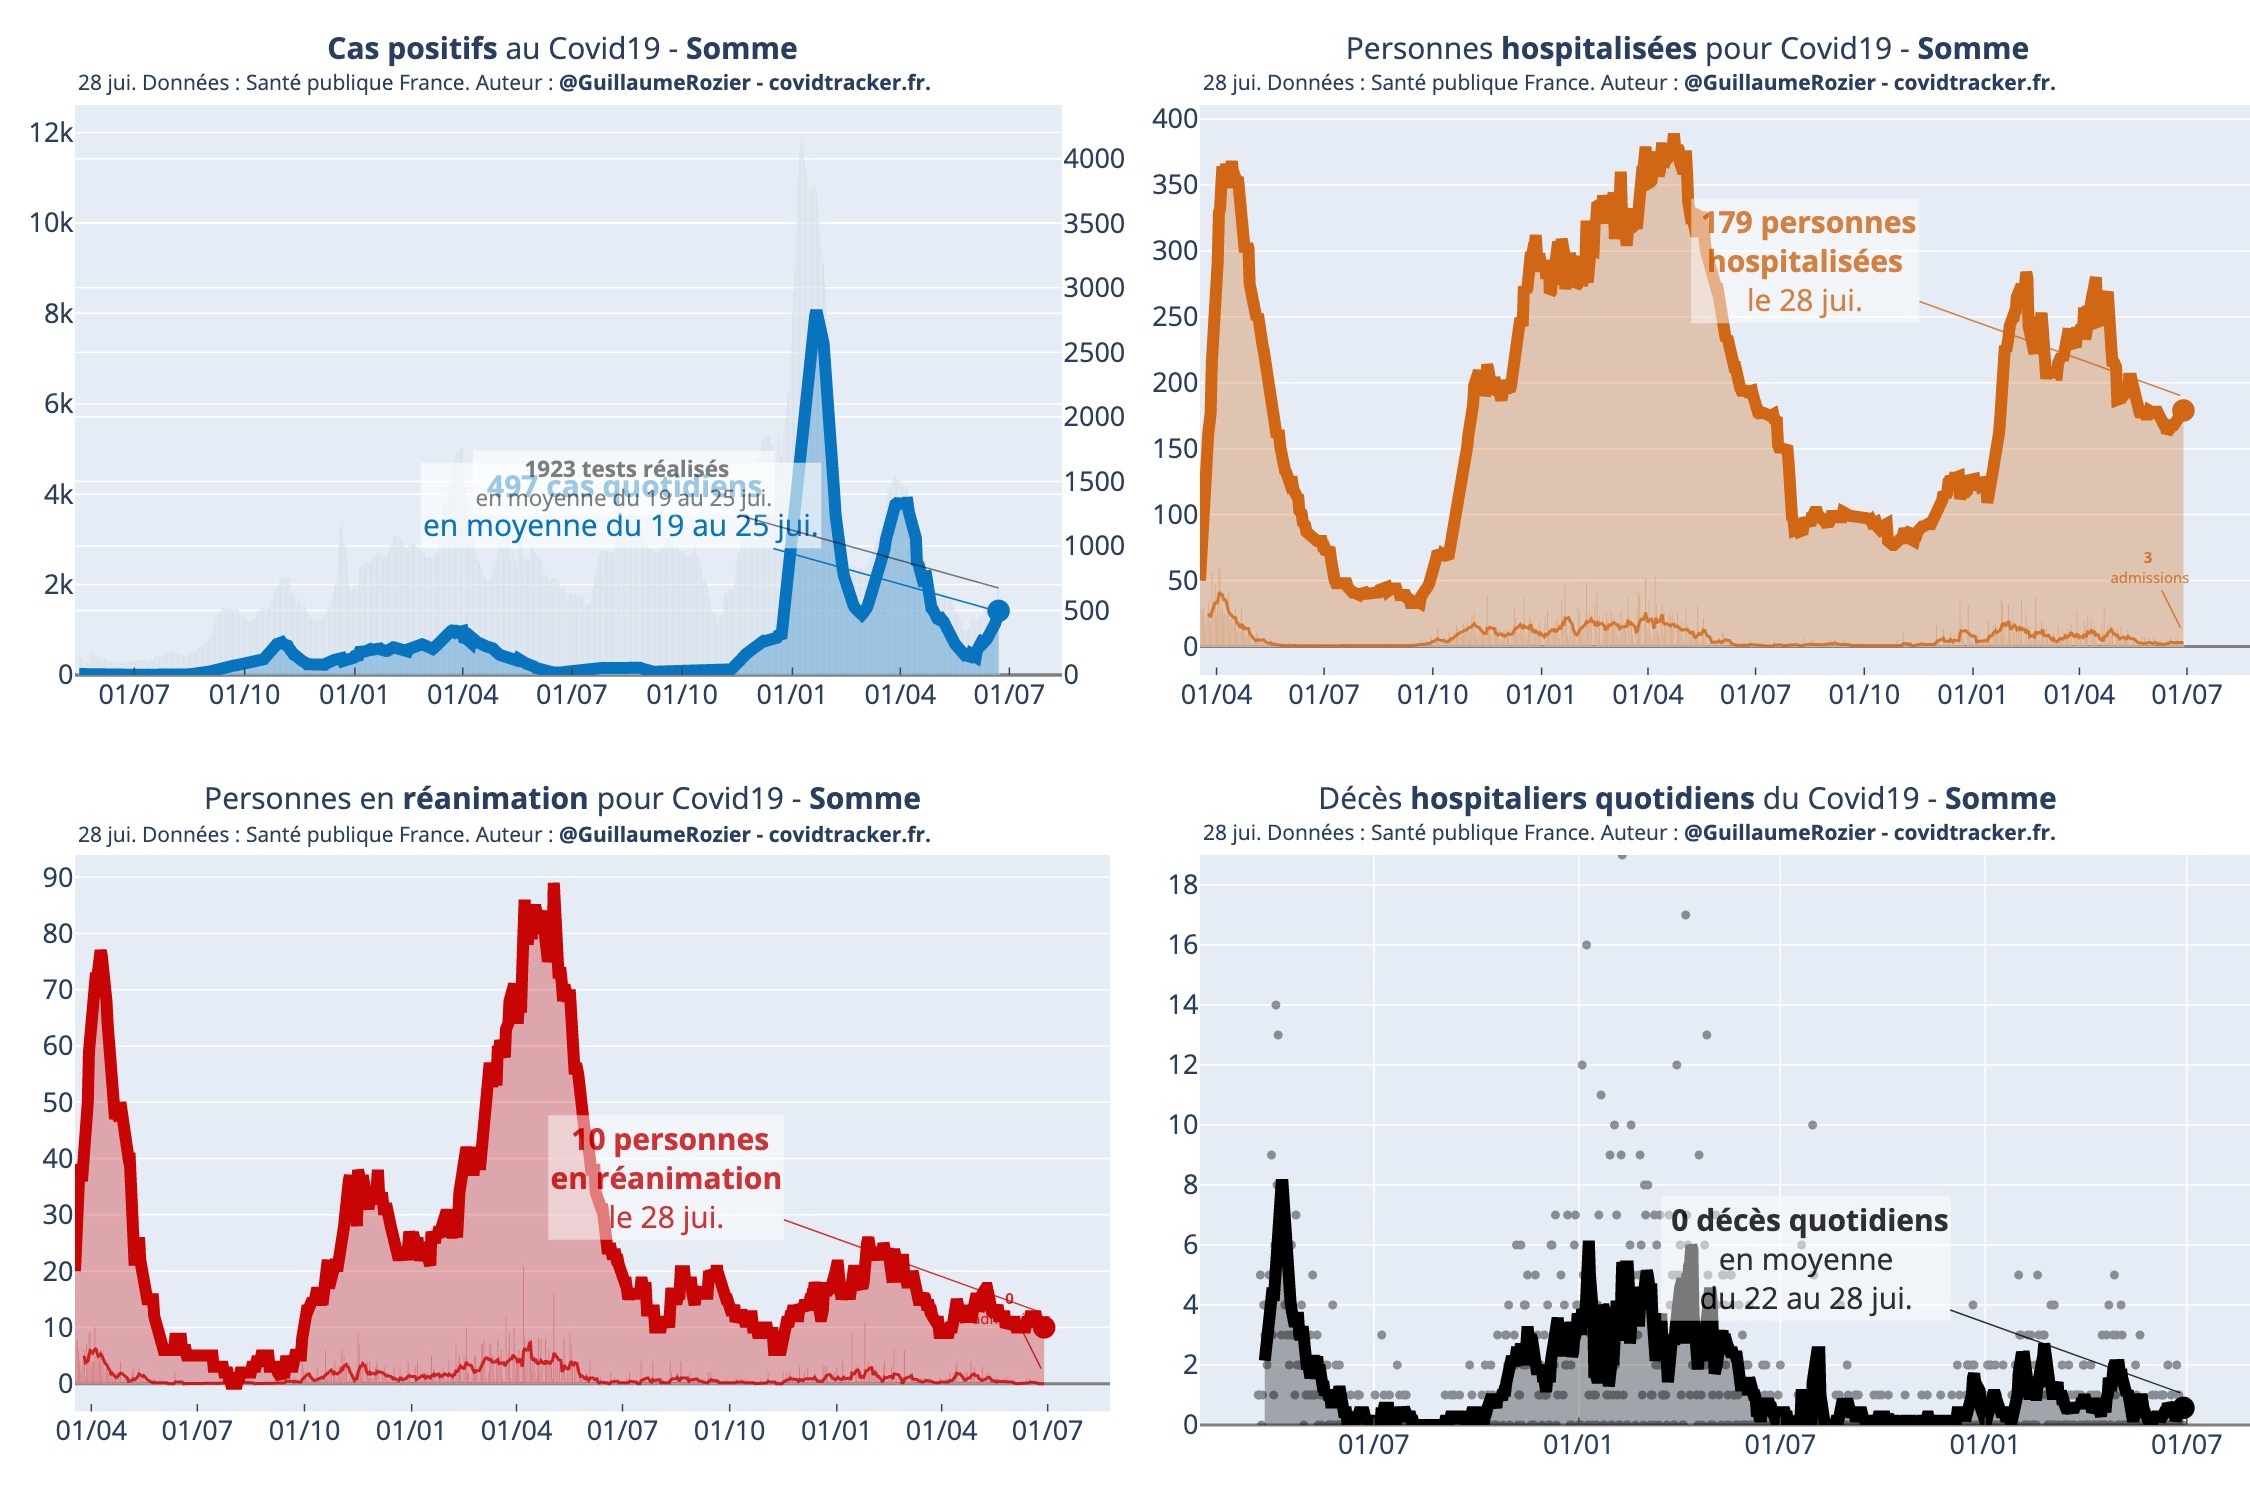 Cas positifs au Covid19 - Somme
28 jui. Données : Santé publique France. Auteur : @GuillaumeRozier - covidtracker.fr.
12k
10k
8k
6k
4k
2k
0
4000
3500
3000
2500
2000
1500
1000
500
0
1923 tests réalisés
en moyenne du 19 au 25 jui.
497 cas quotidiens
en moyenne du 19 au 25 jui.
01/07 01/10 01/01 01/04 01/07 01/10 01/01 01/04 01/07
Personnes hospitalisées pour Covid19 - Somme
28 jui. Données : Santé publique France. Auteur : @GuillaumeRozier - covidtracker.fr.
400
350
300
250
200
150
100
50
0
179 personnes
hospitalisées
le 28 jui.
3
admissions
01/04 01/07 01/10 01/01 01/04 01/07 01/10 01/01 01/04 01/07
Personnes en réanimation pour Covid19 - Somme
28 jui. Données : Santé publique France. Auteur : @GuillaumeRozier - covidtracker.fr.
90
80
70
60
50
40
30
20
10
0
10 personnes
en réanimation
le 28 jui.
0
01/04 01/07 01/10 01/01 01/04 01/07 01/10 01/01 01/04 01/07
Décès hospitaliers quotidiens du Covid19 - Somme
28 jui. Données : Santé publique France. Auteur : @GuillaumeRozier - covidtracker.fr.
18
16
14
12
10
8
6
4
2
0
0 décès quotidiens
en moyenne
du 22 au 28 jui.
01/07 01/01 01/07 01/01 01/07